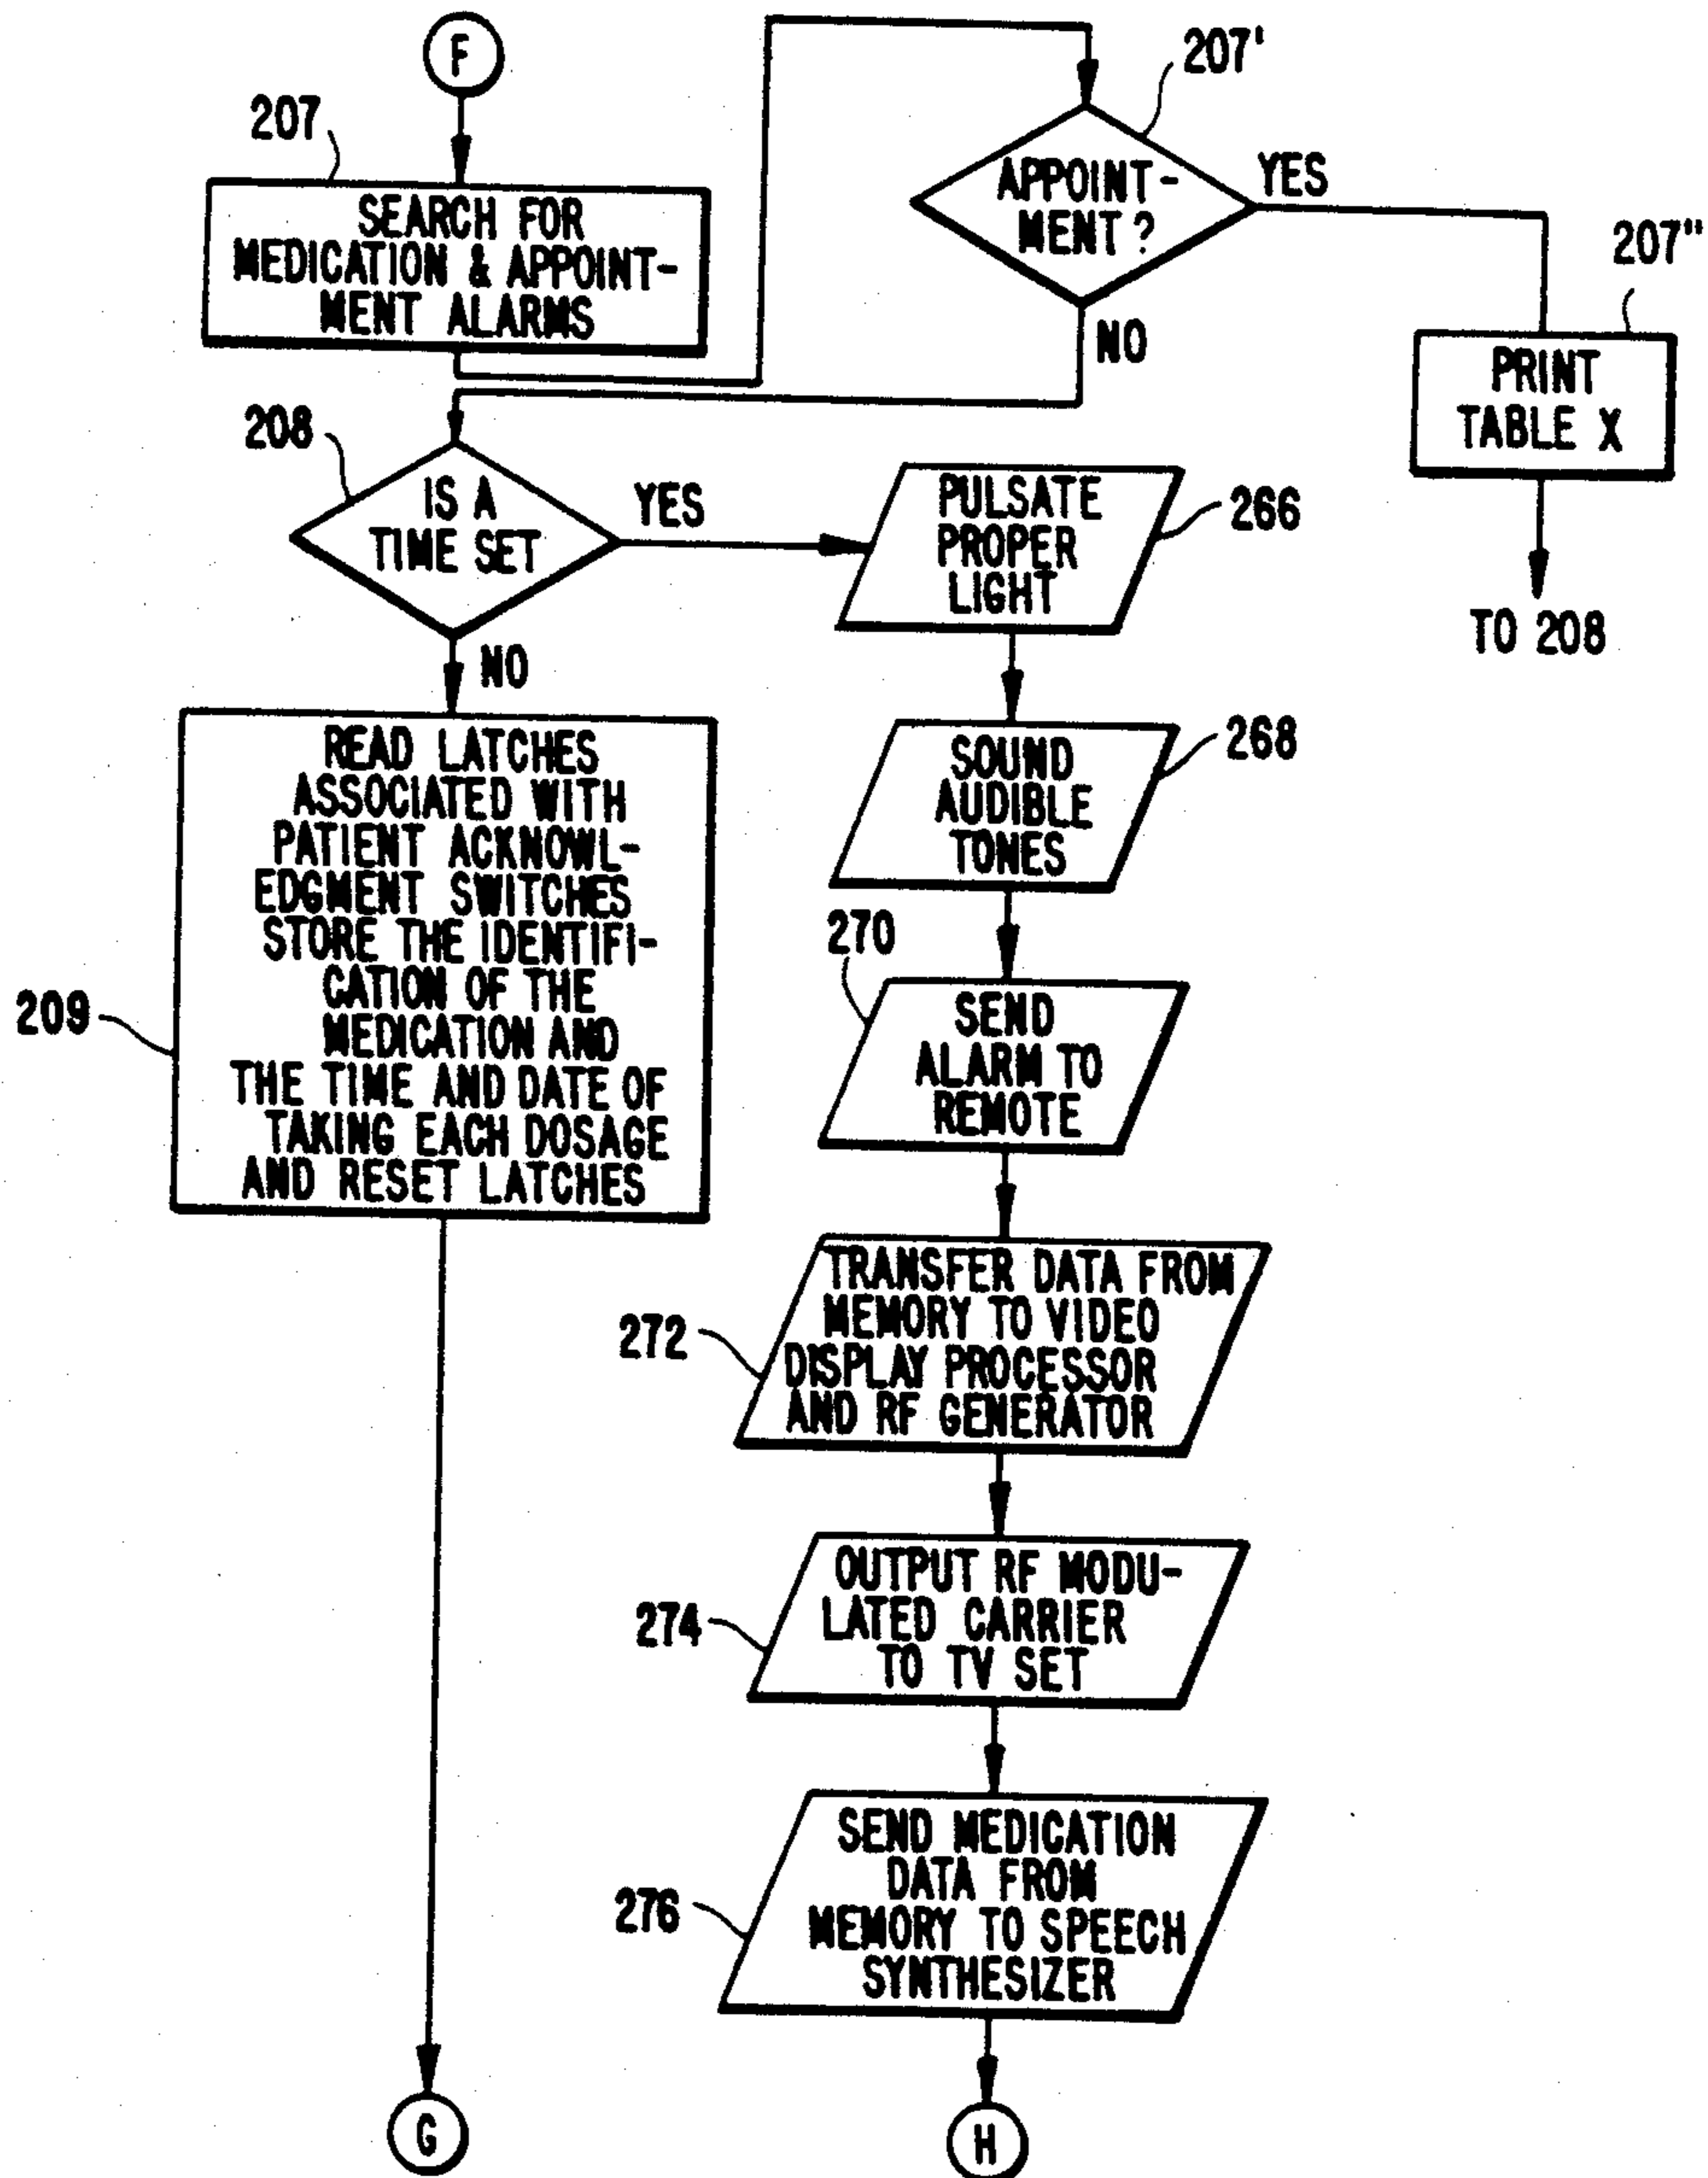 F
207
SEARCH FOR
MEDICATION & APPOINT-
MENT ALARMS
207'
APPOINT-
MENT?
YES
NO
207"
PRINT
TABLE X
TO 208
208
IS A
TIME SET
YES
NO
PULSATE
PROPER
LIGHT
266
SOUND
AUDIBLE
TONES
268
209
READ LATCHES
ASSOCIATED WITH
PATIENT ACKNOWL-
EDGMENT SWITCHES
STORE THE IDENTIFI-
CATION OF THE
MEDICATION AND
THE TIME AND DATE OF
TAKING EACH DOSAGE
AND RESET LATCHES
270
SEND
ALARM TO
REMOTE
272
TRANSFER DATA FROM
MEMORY TO VIDEO
DISPLAY PROCESSOR
AND RF GENERATOR
274
OUTPUT RF MODU-
LATED CARRIER
TO TV SET
276
SEND MEDICATION
DATA FROM
MEMORY TO SPEECH
SYNTHESIZER
G
H